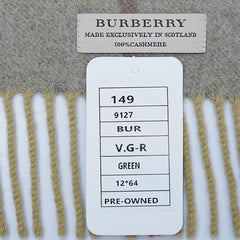 BURBERRY
MADE EXCLUSIVELY IN SCOTLAND
100%CASHMERE
149
9127
BUR
V.G-R
GREEN
12*64
PRE-OWNED